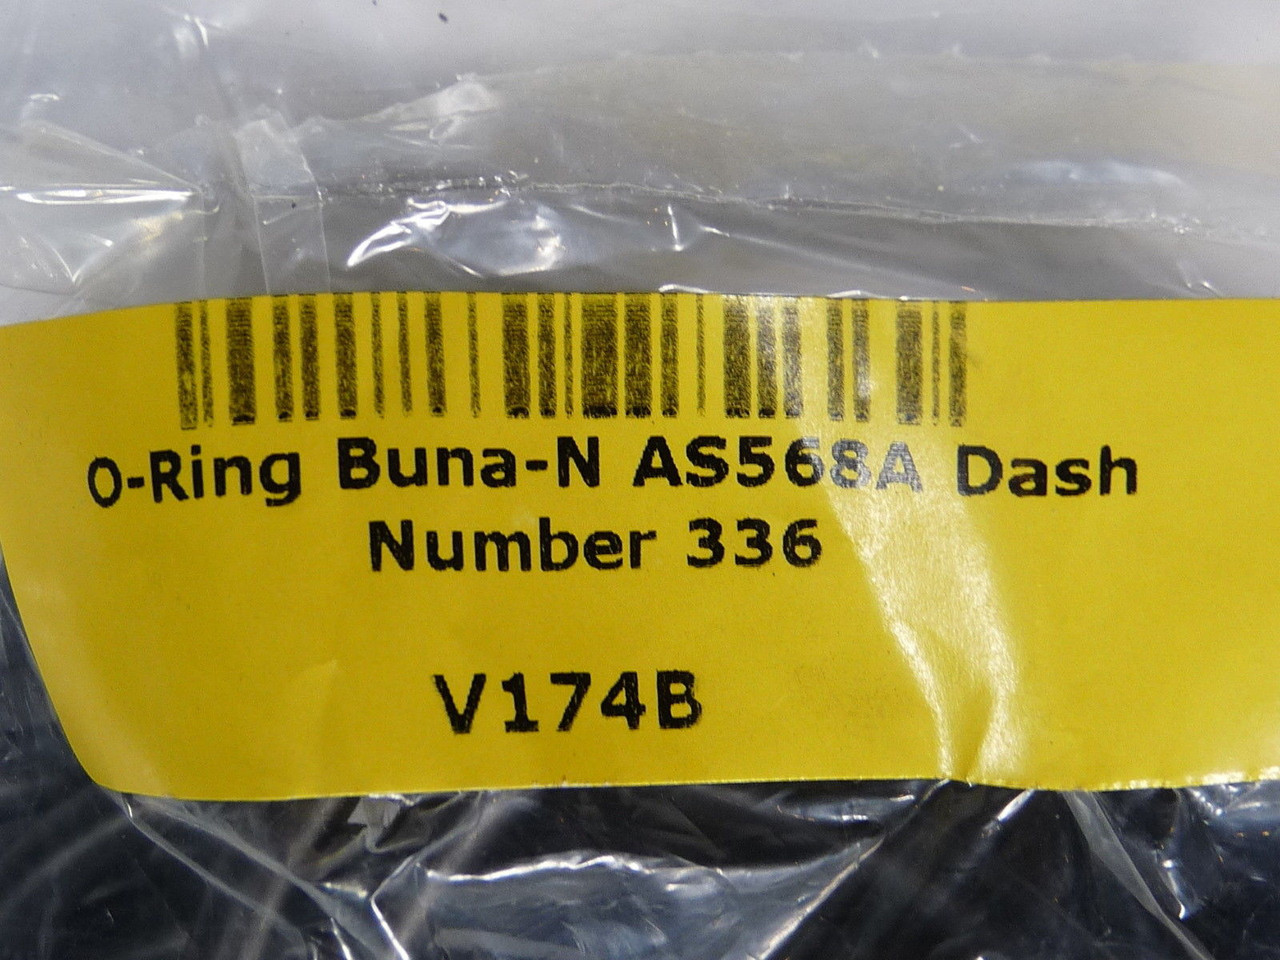 O-Ring Buna-N AS568A Dash
Number 336
V174B